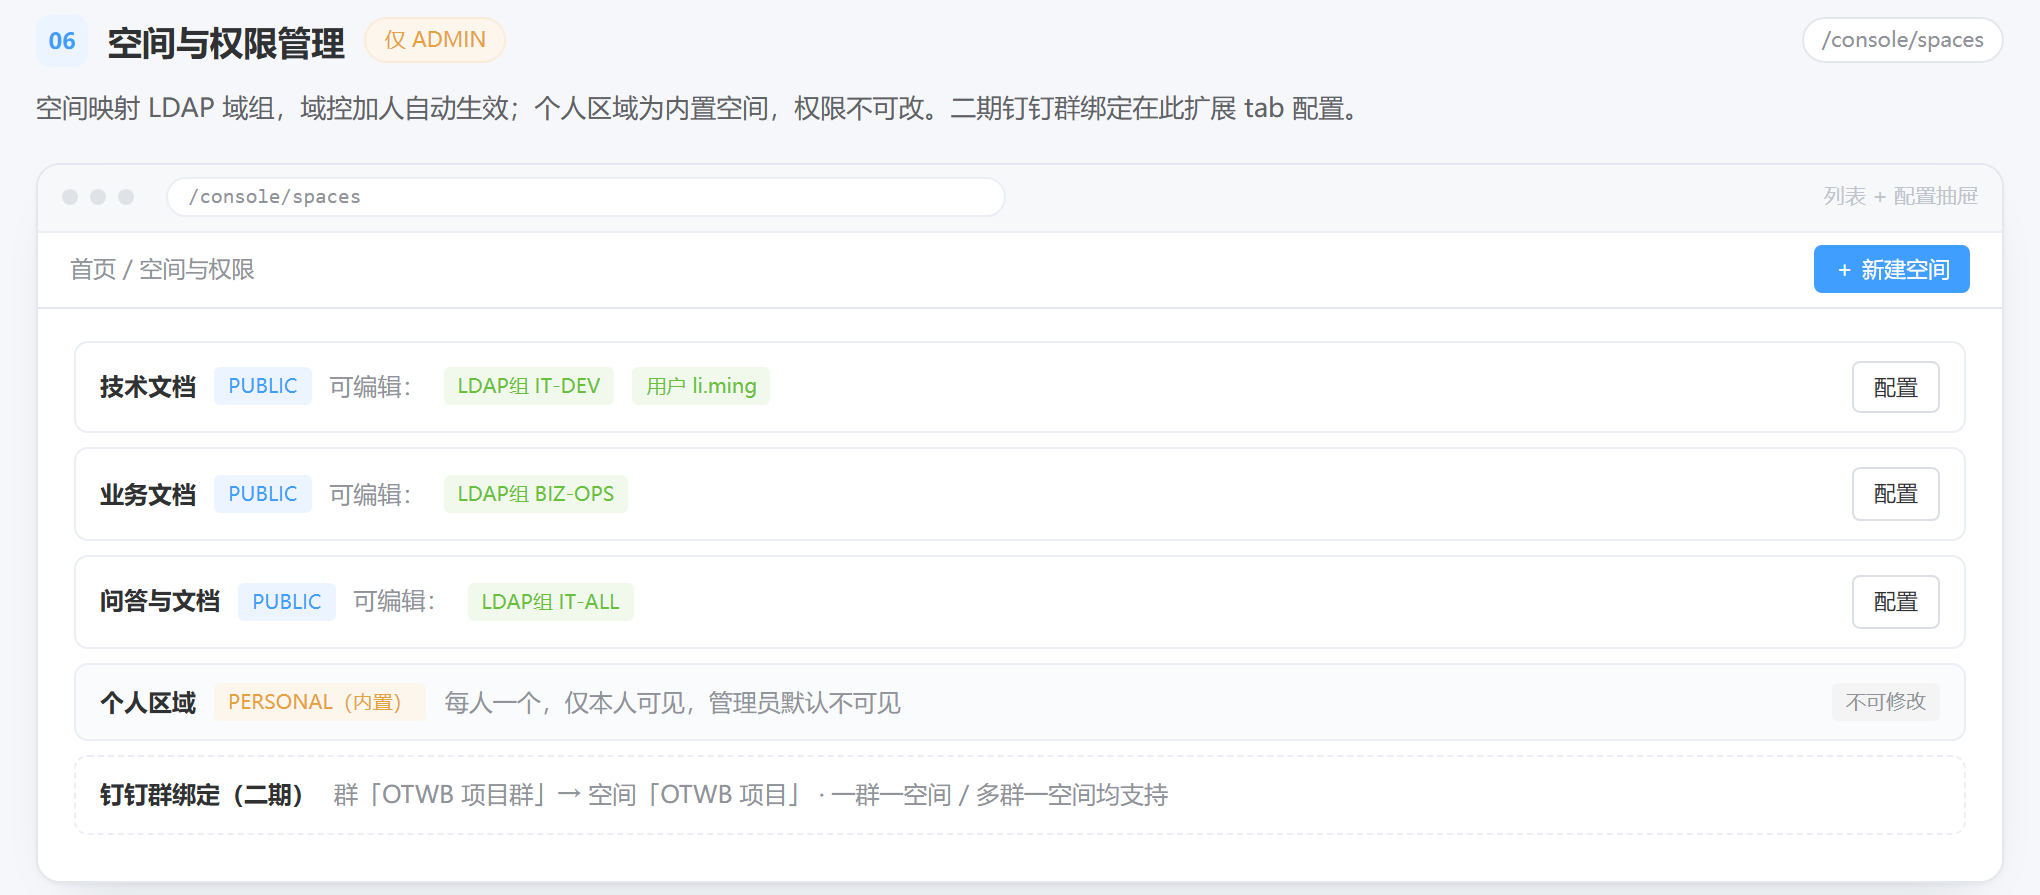 06 空间与权限管理 仅 ADMIN /console/spaces
空间映射 LDAP 域组，域控加人自动生效；个人区域为内置空间，权限不可改。二期钉钉群绑定在此扩展 tab 配置。
/console/spaces 列表 + 配置抽屉
首页 / 空间与权限 + 新建空间
技术文档 PUBLIC 可编辑： LDAP组 IT-DEV 用户 li.ming 配置
业务文档 PUBLIC 可编辑： LDAP组 BIZ-OPS 配置
问答与文档 PUBLIC 可编辑： LDAP组 IT-ALL 配置
个人区域 PERSONAL（内置） 每人一个，仅本人可见，管理员默认不可见 不可修改
钉钉群绑定（二期） 群「OTWB 项目群」→ 空间「OTWB 项目」 · 一群一空间 / 多群一空间均支持